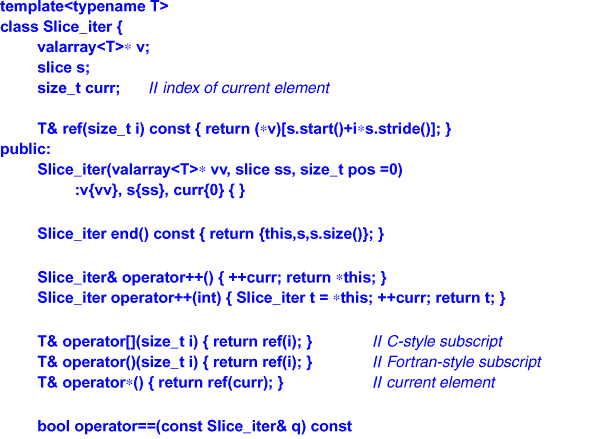 template<typename T>
class Slice_iter {
valarray<T>* v;
slice s;
size_t curr; // index of current element
T& ref(size_t i) const { return (*v)[s.start()+i*s.stride()]; }
public:
Slice_iter(valarray<T>* vv, slice ss, size_t pos =0)
:v{vv}, s{ss}, curr{0} { }
Slice_iter end() const { return {this,s,s.size()}; }
Slice_iter& operator++() { ++curr; return *this; }
Slice_iter operator++(int) { Slice_iter t = *this; ++curr; return t; }
T& operator[](size_t i) { return ref(i); } // C-style subscript
T& operator()(size_t i) { return ref(i); } // Fortran-style subscript
T& operator*() { return ref(curr); } // current element
bool operator==(const Slice_iter& q) const